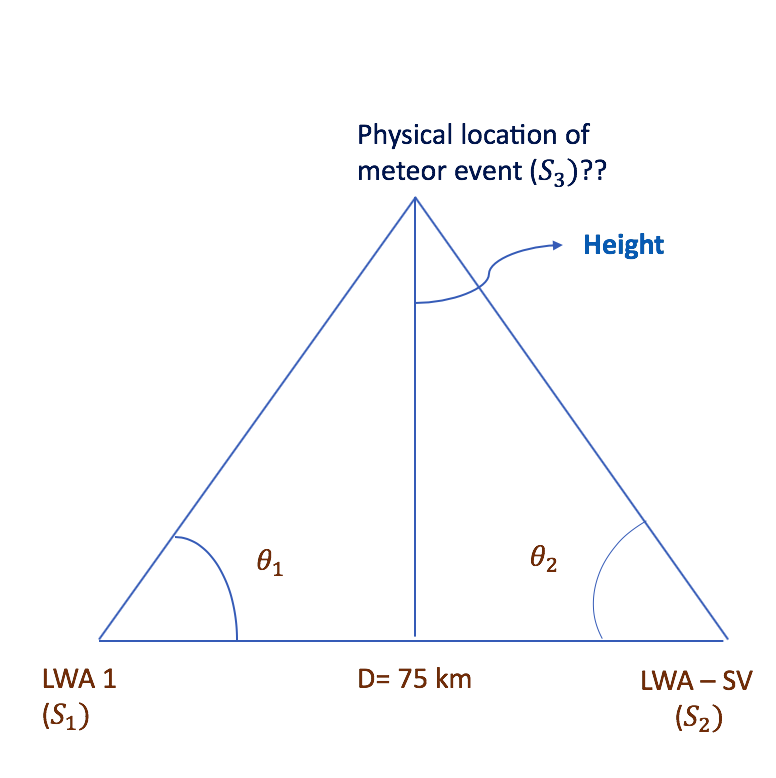 Physical location of
meteor event (S₃)??
Height
θ₁
θ₂
LWA 1
(S₁)
D= 75 km
LWA – SV
(S₂)